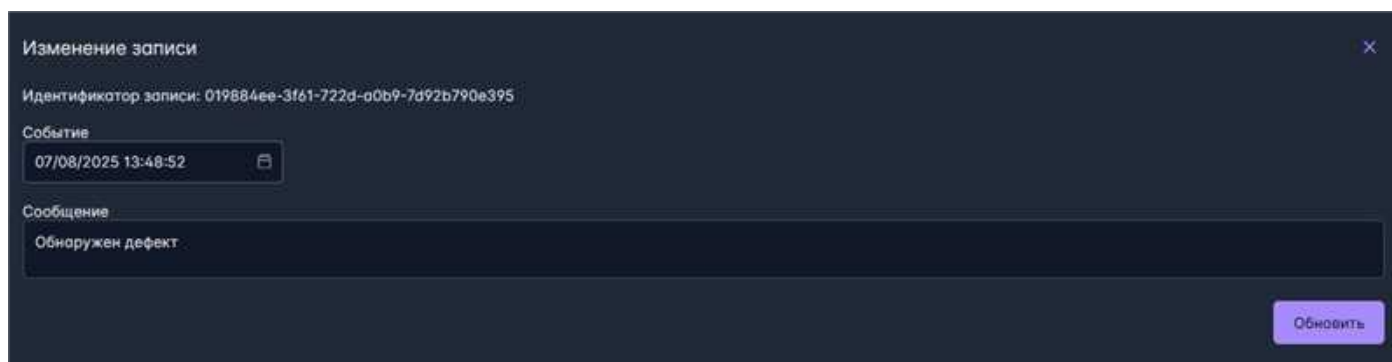 Изменение записи
Идентификатор записи: 019884ee-3f61-722d-a0b9-7d92b790e395
Событие
07/08/2025 13:48:52
Сообщение
Обнаружен дефект
Обновить